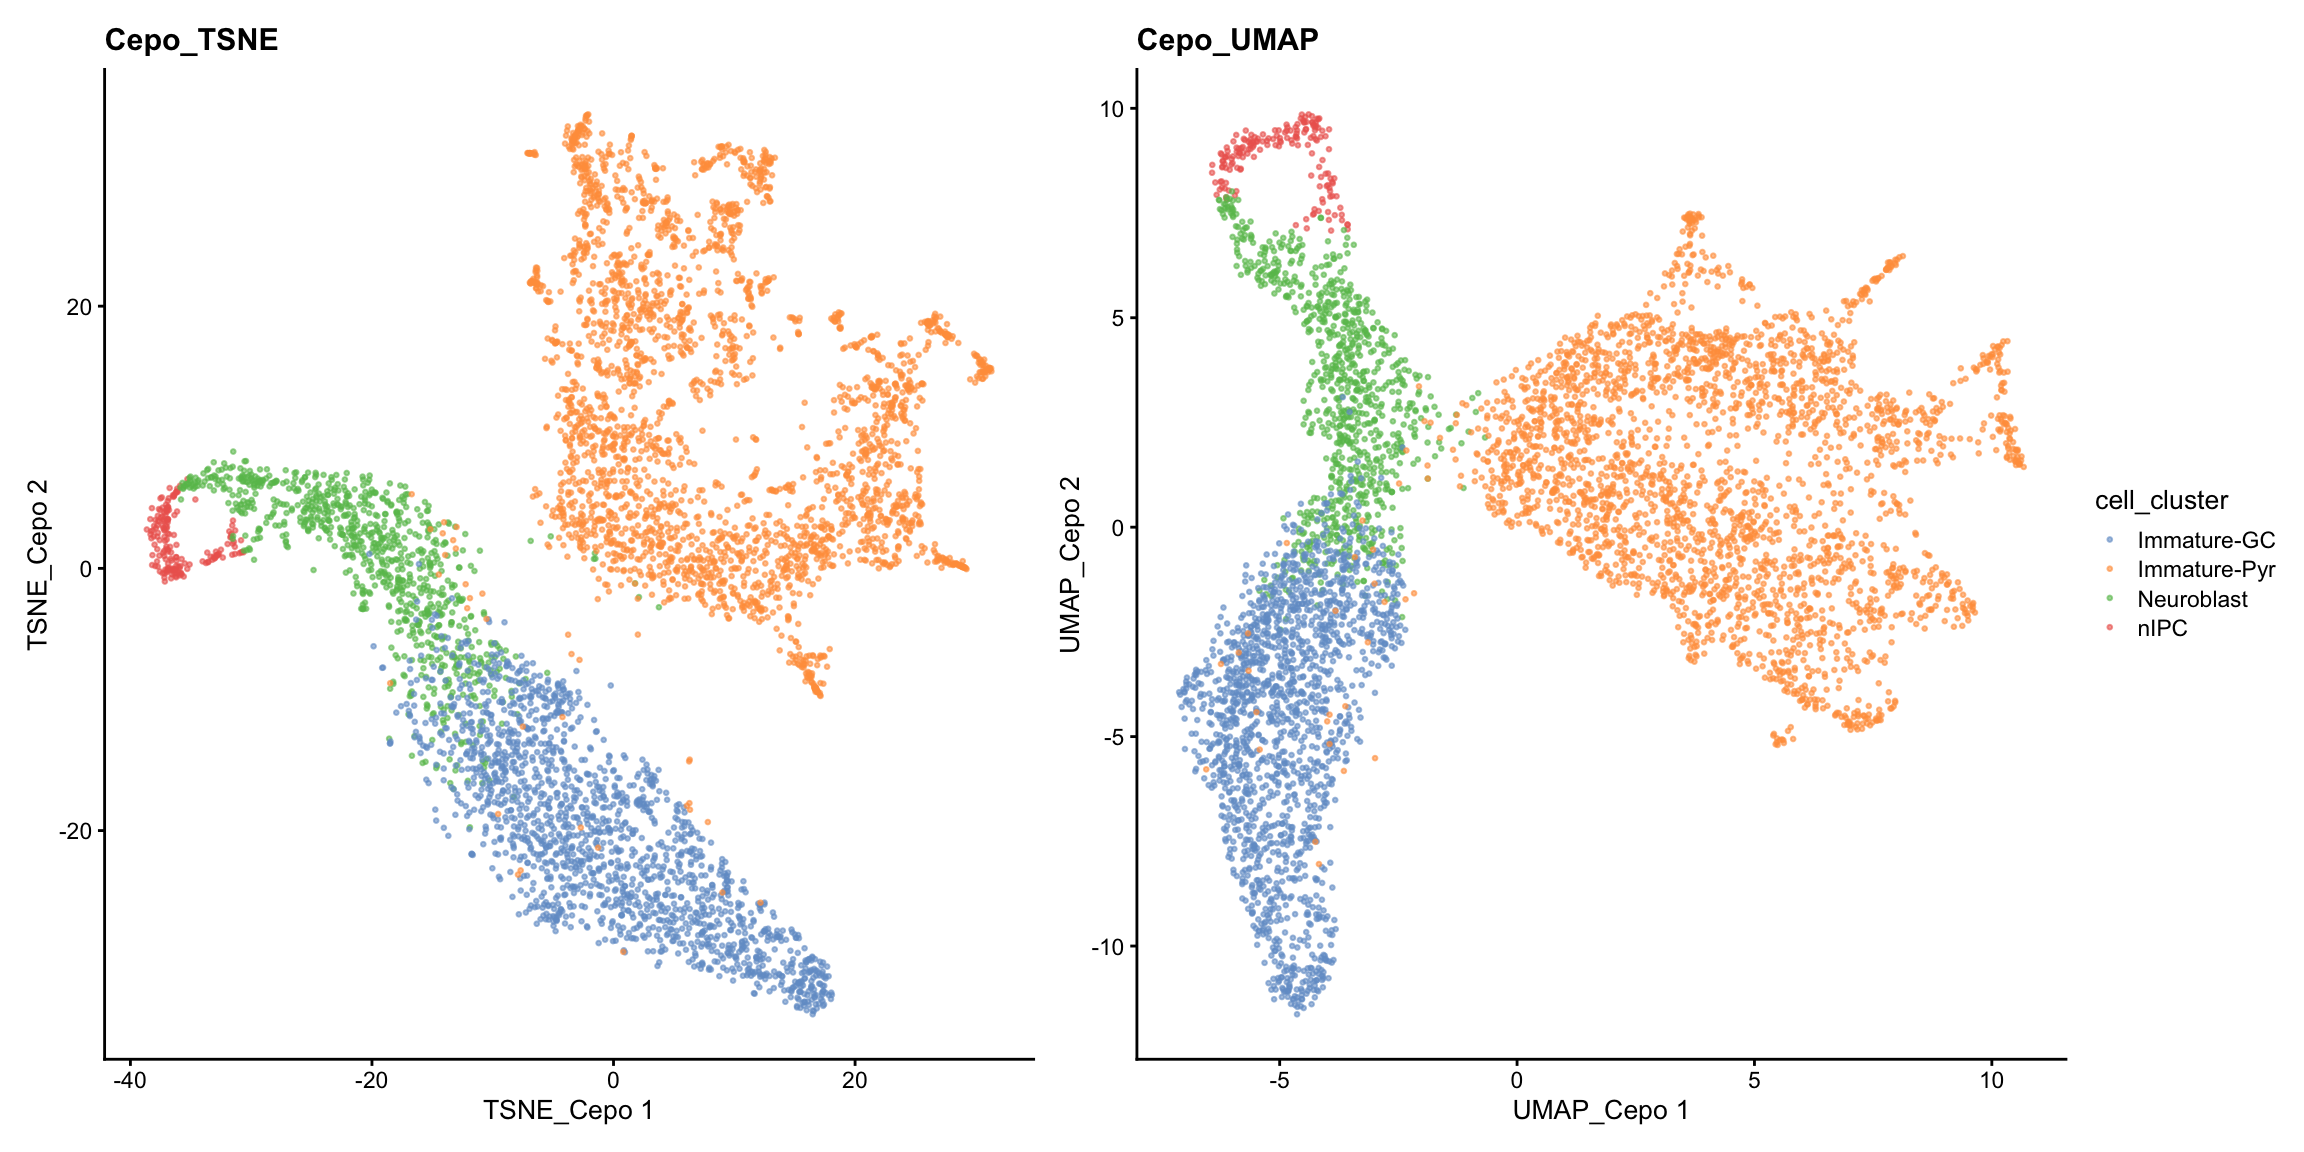 Cepo_TSNE
20
0
-20
TSNE_Cepo 2
-40
-20
0
20
TSNE_Cepo 1
Cepo_UMAP
10
5
0
-5
-10
UMAP_Cepo 2
-5
0
5
10
UMAP_Cepo 1
cell_cluster
Immature-GC
Immature-Pyr
Neuroblast
nIPC